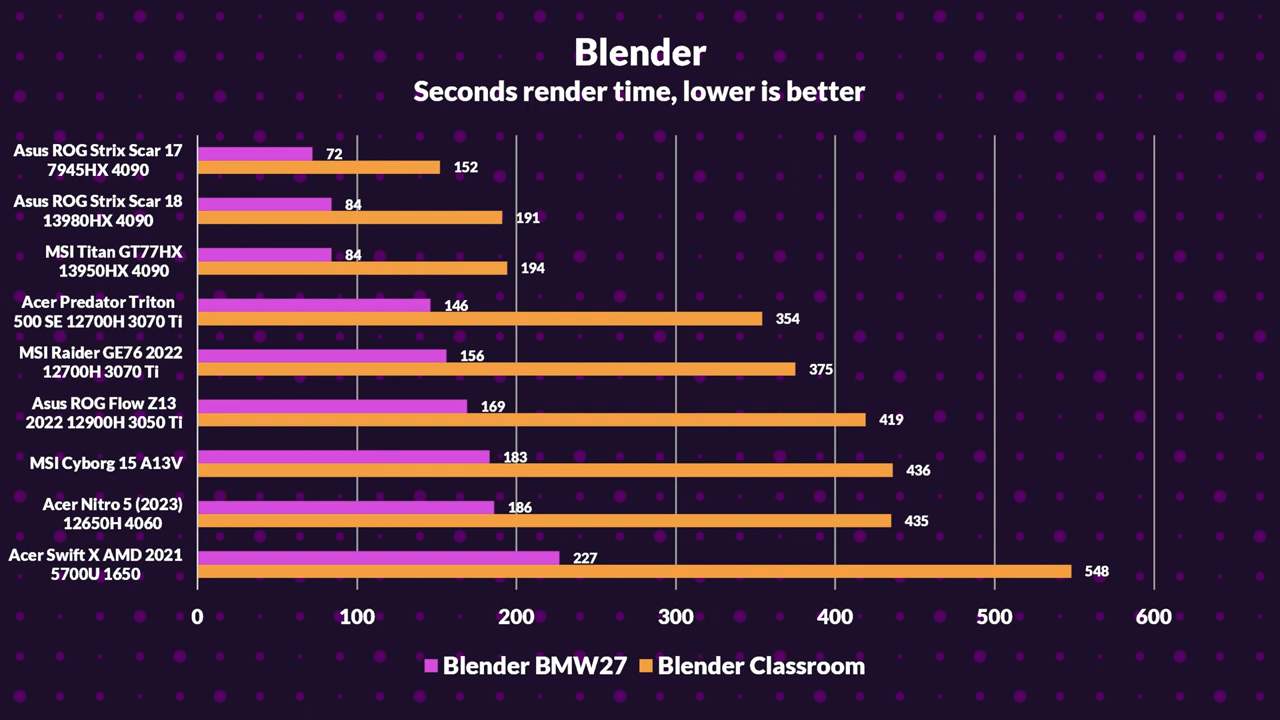 Blender
Seconds render time, lower is better
Asus ROG Strix Scar 17
7945HX 4090
72
152
Asus ROG Strix Scar 18
13980HX 4090
84
191
MSI Titan GT77HX
13950HX 4090
84
194
Acer Predator Triton
500 SE 12700H 3070 Ti
146
354
MSI Raider GE76 2022
12700H 3070 Ti
156
375
Asus ROG Flow Z13
2022 12900H 3050 Ti
169
419
MSI Cyborg 15 A13V
183
436
Acer Nitro 5 (2023)
12650H 4060
186
435
Acer Swift X AMD 2021
5700U 1650
227
548
0 100 200 300 400 500 600
Blender BMW27 Blender Classroom